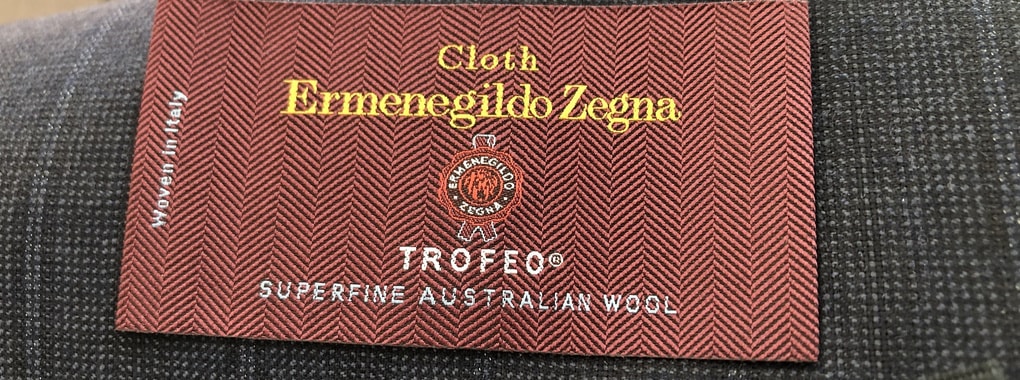 Cloth
Ermenegildo Zegna
ERMENEGILDO
ZEGNA
TROFEO®
SUPERFINE AUSTRALIAN WOOL
Woven in Italy